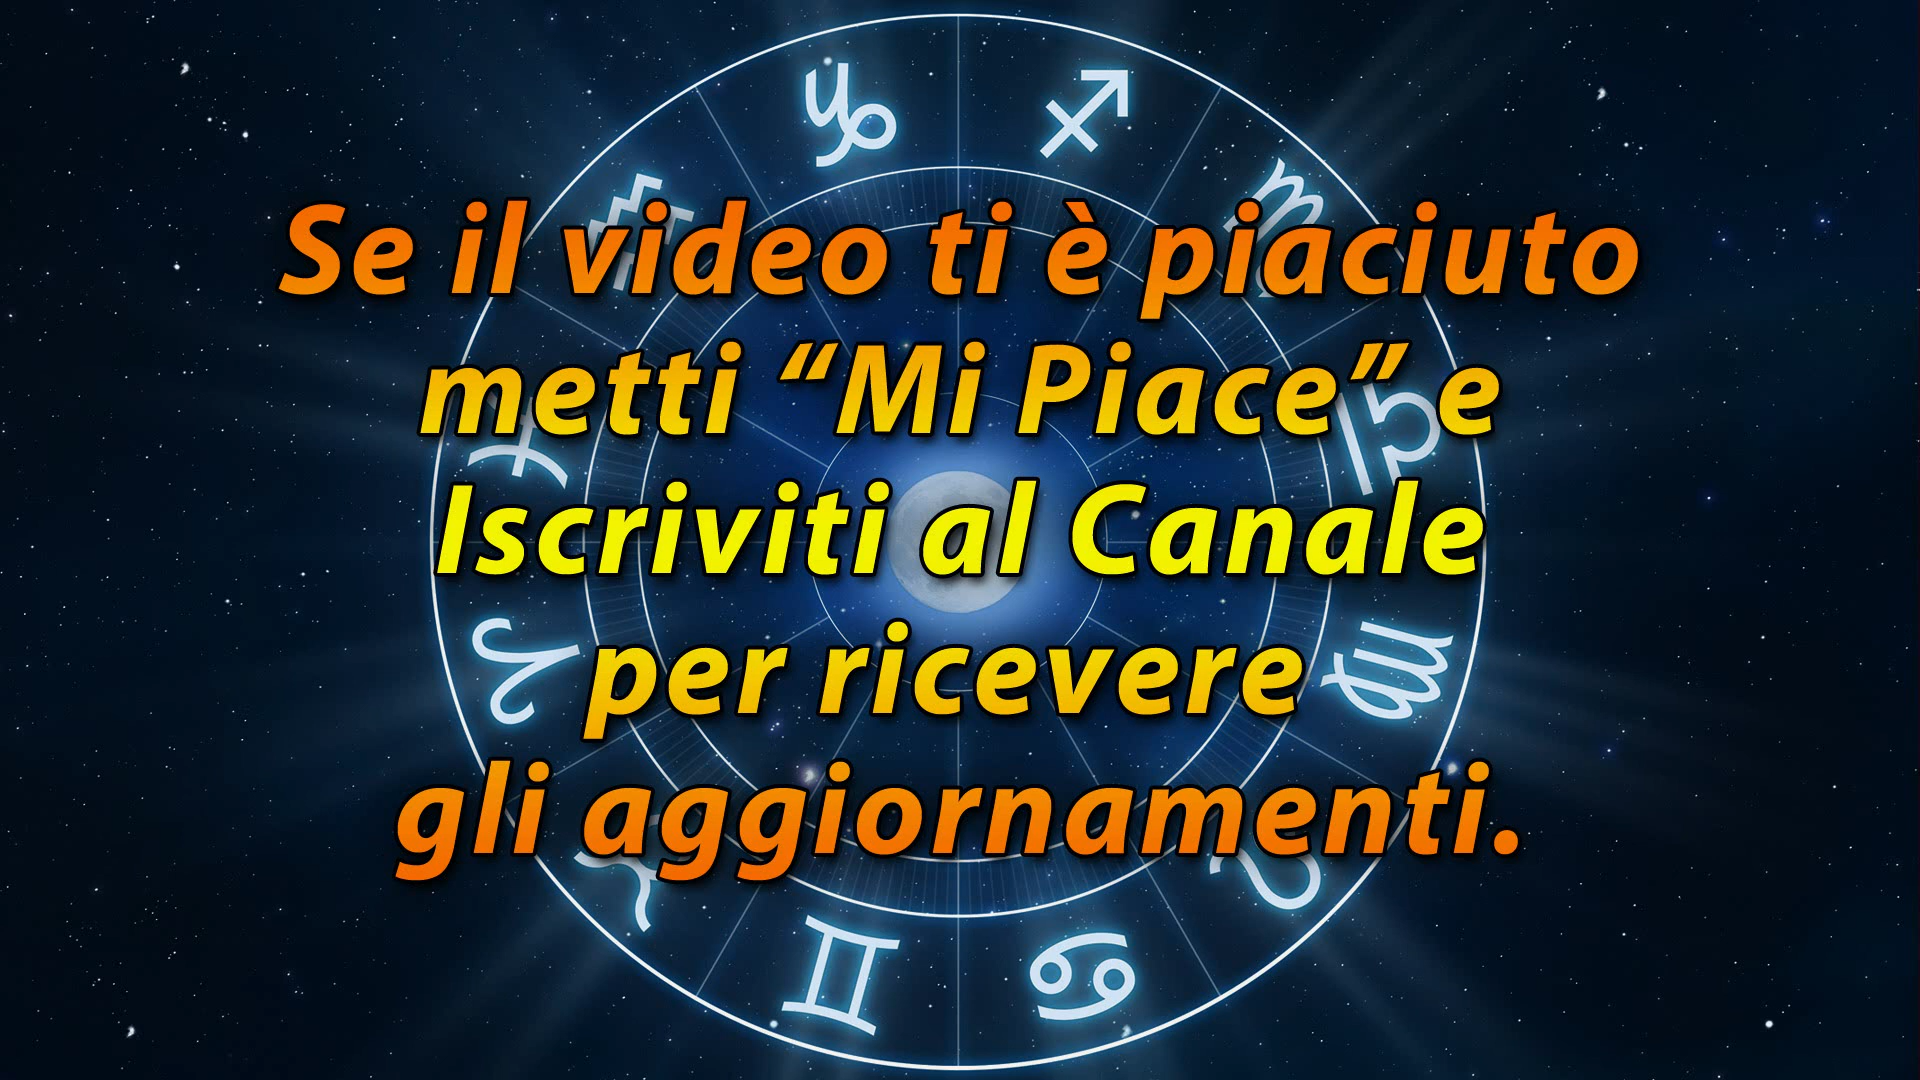 Se il video ti è piaciuto
metti “Mi Piace” e
Iscriviti al Canale
per ricevere
gli aggiornamenti.